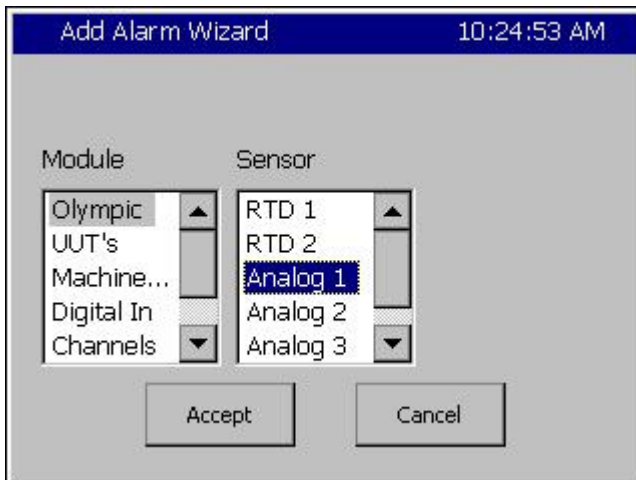 Add Alarm Wizard 10:24:53 AM
Module Sensor
Olympic RTD 1
UUT's RTD 2
Machine... Analog 1
Digital In Analog 2
Channels Analog 3
Accept Cancel